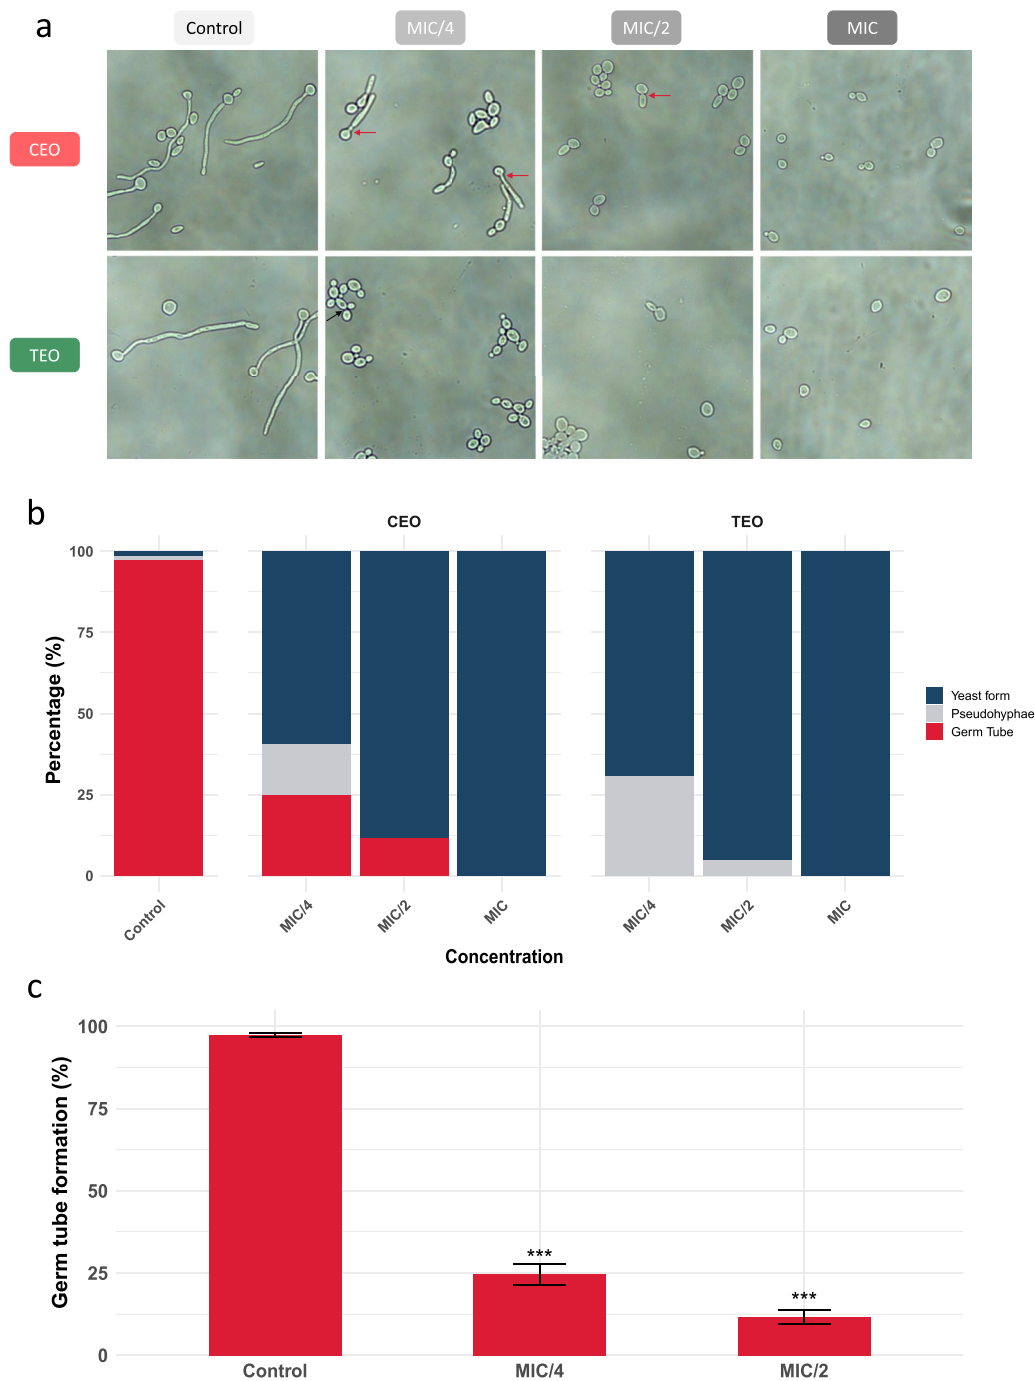 a
Control
MIC/4
MIC/2
MIC
CEO
TEO
b
CEO
TEO
100
75
50
25
0
Percentage (%)
Control
MIC/4
MIC/2
MIC
MIC/4
MIC/2
MIC
Concentration
Yeast form
Pseudohyphae
Germ Tube
c
100
75
50
25
0
Germ tube formation (%)
***
***
Control
MIC/4
MIC/2